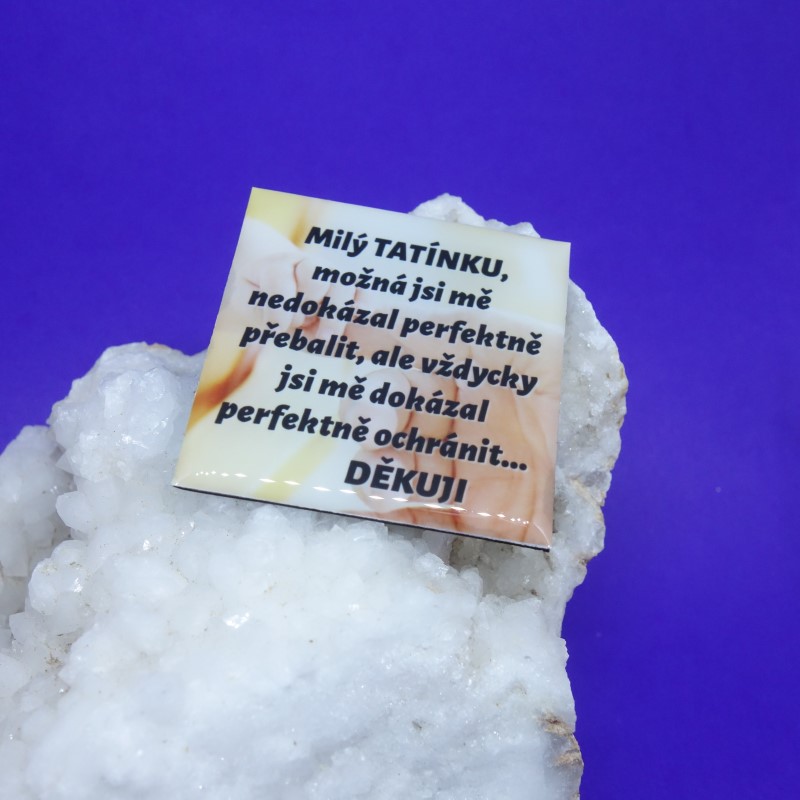 Milý TATÍNKU,
možná jsi mě
nedokázal perfektně
přebalit, ale vždycky
jsi mě dokázal
perfektně ochránit...
DĚKUJI